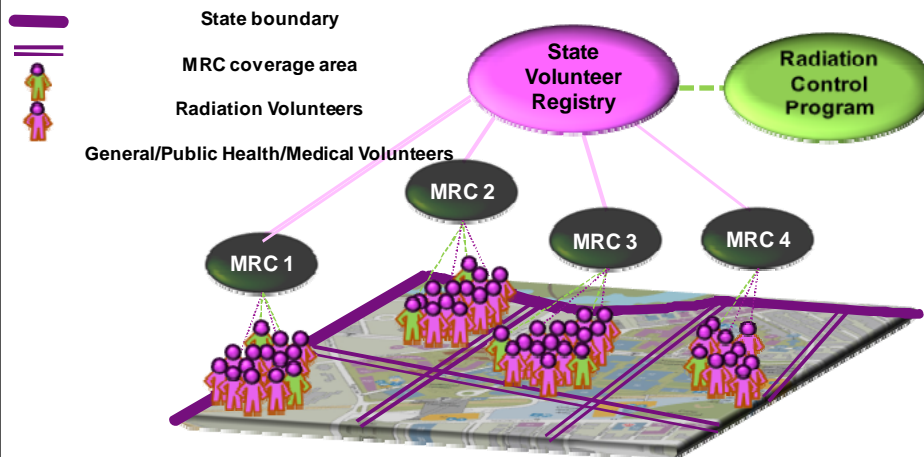 State boundary
MRC coverage area
Radiation Volunteers
General/Public Health/Medical Volunteers
State
Volunteer
Registry
Radiation
Control
Program
MRC 1
MRC 2
MRC 3
MRC 4